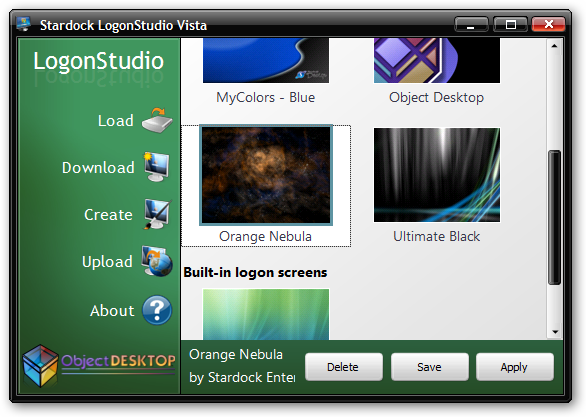 Stardock LogonStudio Vista
LogonStudio
Load
Download
Create
Upload
About
ObjectDESKTOP
MyColors - Blue
Object Desktop
Orange Nebula
Ultimate Black
Built-in logon screens
Orange Nebula
by Stardock Enter
Delete
Save
Apply